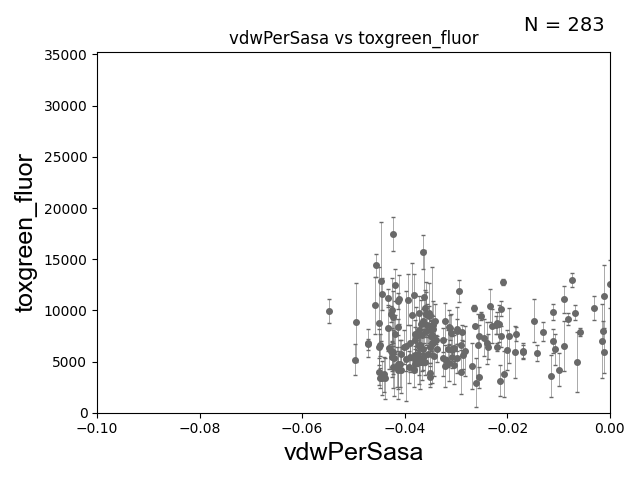 N = 283
vdwPerSasa vs toxgreen_fluor
35000
30000
25000
20000
15000
10000
5000
0
toxgreen_fluor
−0.10 −0.08 −0.06 −0.04 −0.02 0.00
vdwPerSasa